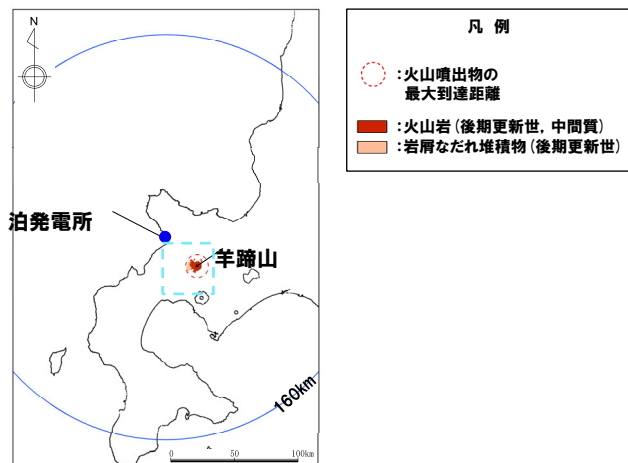 N
泊発電所
羊蹄山
160km
0 50 100km
凡 例
：火山噴出物の
最大到達距離
：火山岩（後期更新世，中間質）
：岩屑なだれ堆積物（後期更新世）